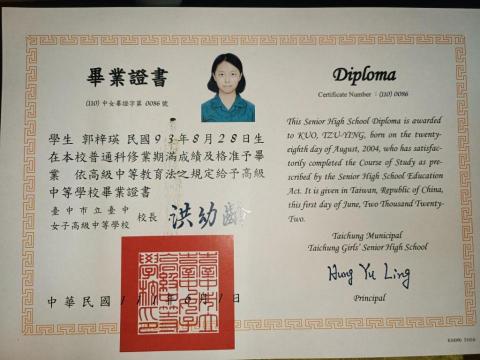 畢業證書
(110) 中女畢證字第 0086 號
學生 郭梓瑛 民國93年8月28日生
在本校普通科修業期滿成績及格准予畢
業 依高級中等教育法之規定給予高級
中等學校畢業證書
臺中市立臺中
女子高級中等學校
校長 洪幼齡
中華民國111年6月1日
Diploma
Certificate Number : (110) 0086
This Senior High School Diploma is awarded
to KUO, TZU-YING, born on the twenty
eighth day of August, 2004, who has satisfac-
torily completed the Course of Study as pre-
scribed by the Senior High School Education
Act. It is given in Taiwan, Republic of China,
this first day of June, Two Thousand Twenty-
Two.
Taichung Municipal
Taichung Girls' Senior High School
Hung Yu Ling
Principal